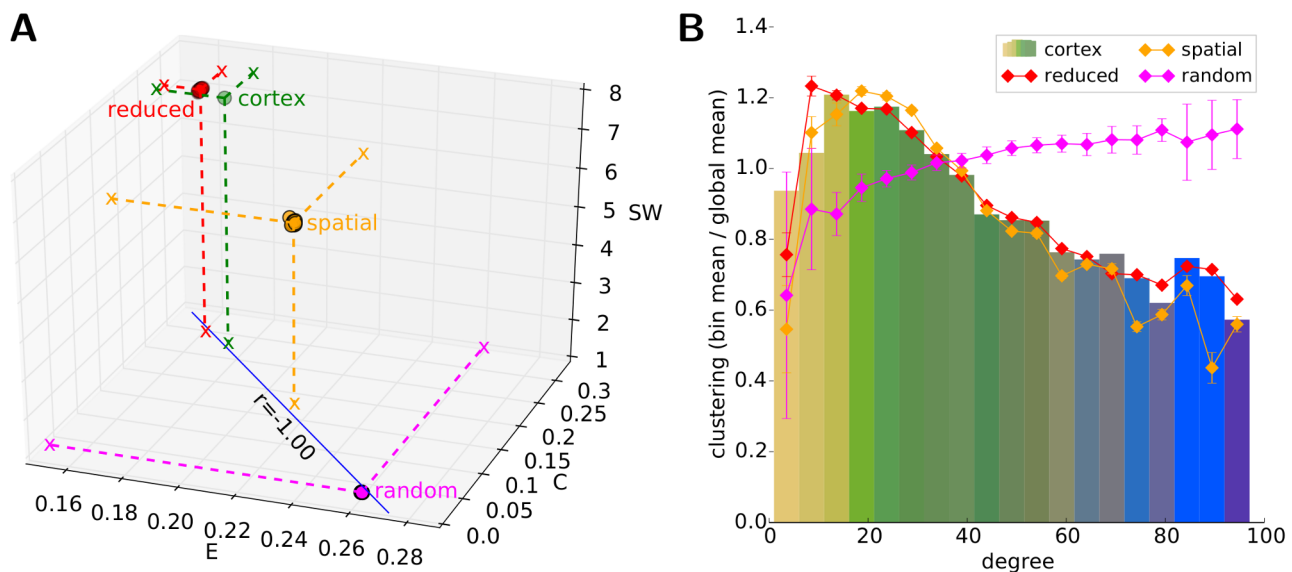 A
reduced
cortex
spatial
random
r=-1.00
8
7
6
5
4
3
2
1
SW
0.3
0.25
0.2
0.15
0.1
0.05
0.0
C
0.16
0.18
0.20
0.22
0.24
0.26
0.28
E
B
1.4
1.2
1.0
0.8
0.6
0.4
0.2
0.0
clustering (bin mean / global mean)
cortex
spatial
reduced
random
0
20
40
60
80
100
degree